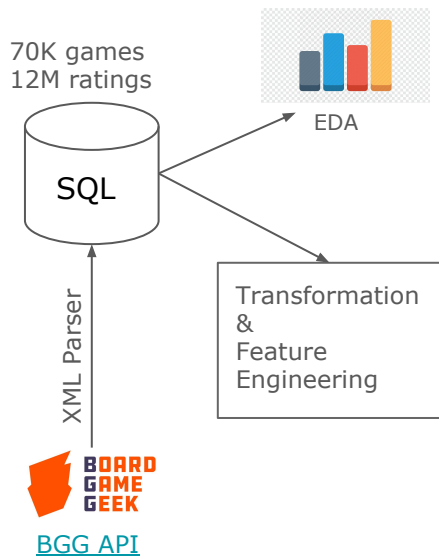 70K games
12M ratings
EDA
SQL
Transformation
&
Feature
Engineering
XML Parser
BOARD
GAME
GEEK
BGG API